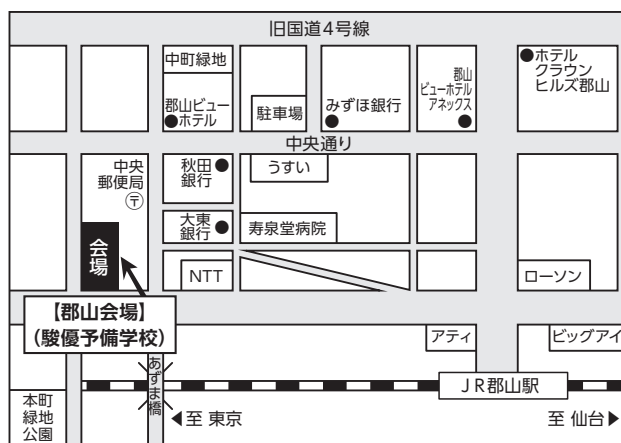 旧国道4号線
中町緑地
郡山ビュー
ホテル
駐車場
みずほ銀行
郡山
ビューホテル
アネックス
ホテル
クラウン
ヒルズ郡山
中央通り
中央
郵便局
〒
秋田
銀行
うすい
大東
銀行
寿泉堂病院
会場
NTT
ローソン
【郡山会場】
(駿優予備学校)
アティ
ビッグアイ
あずま橋
JR郡山駅
本町
緑地
公園
◀至 東京
至 仙台▶